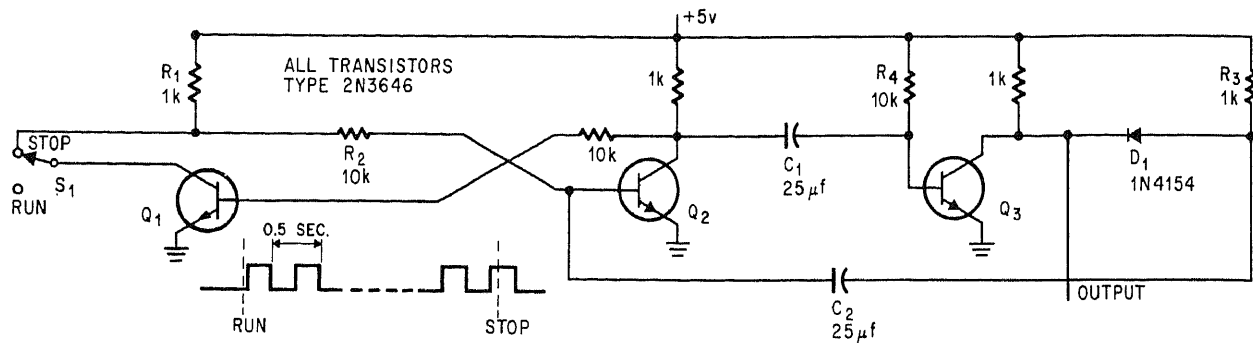 +5v
ALL TRANSISTORS
TYPE 2N3646
R1
1k
1k
R4
10k
1k
R3
1k
STOP
RUN
S1
R2
10k
10k
C1
25μf
D1
1N4154
Q1
Q2
Q3
0.5 SEC.
RUN
STOP
C2
25μf
OUTPUT